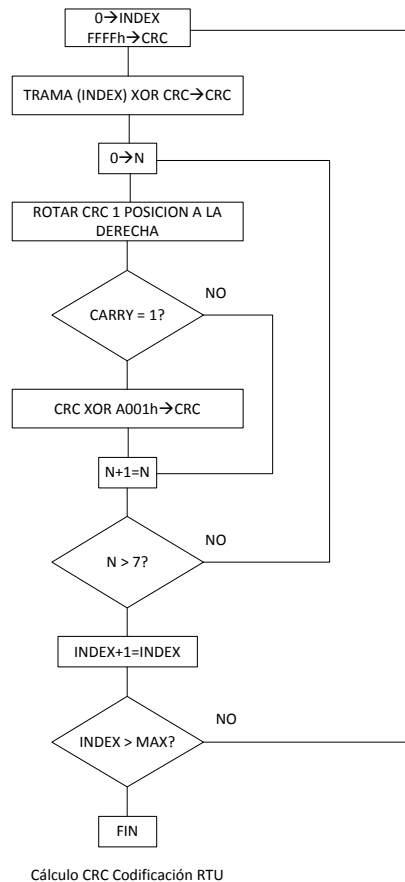 0→INDEX
FFFFh→CRC
TRAMA (INDEX) XOR CRC→CRC
0→N
ROTAR CRC 1 POSICION A LA
DERECHA
NO
CARRY = 1?
CRC XOR A001h→CRC
N+1=N
NO
N > 7?
INDEX+1=INDEX
NO
INDEX > MAX?
FIN
Cálculo CRC Codificación RTU